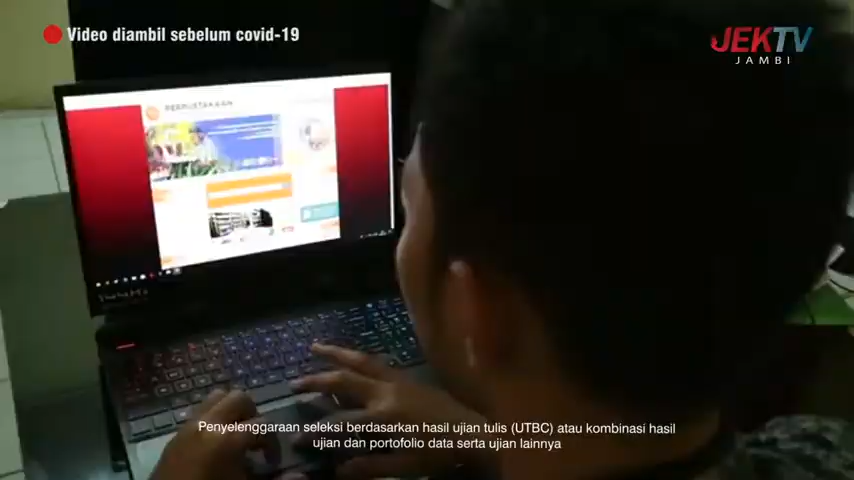 Video diambil sebelum covid-19
JEKTV
JAMBI
PERPUSTAKAAN
Penyelenggaraan seleksi berdasarkan hasil ujian tulis (UTBC) atau kombinasi hasil
ujian dan portofolio data serta ujian lainnya